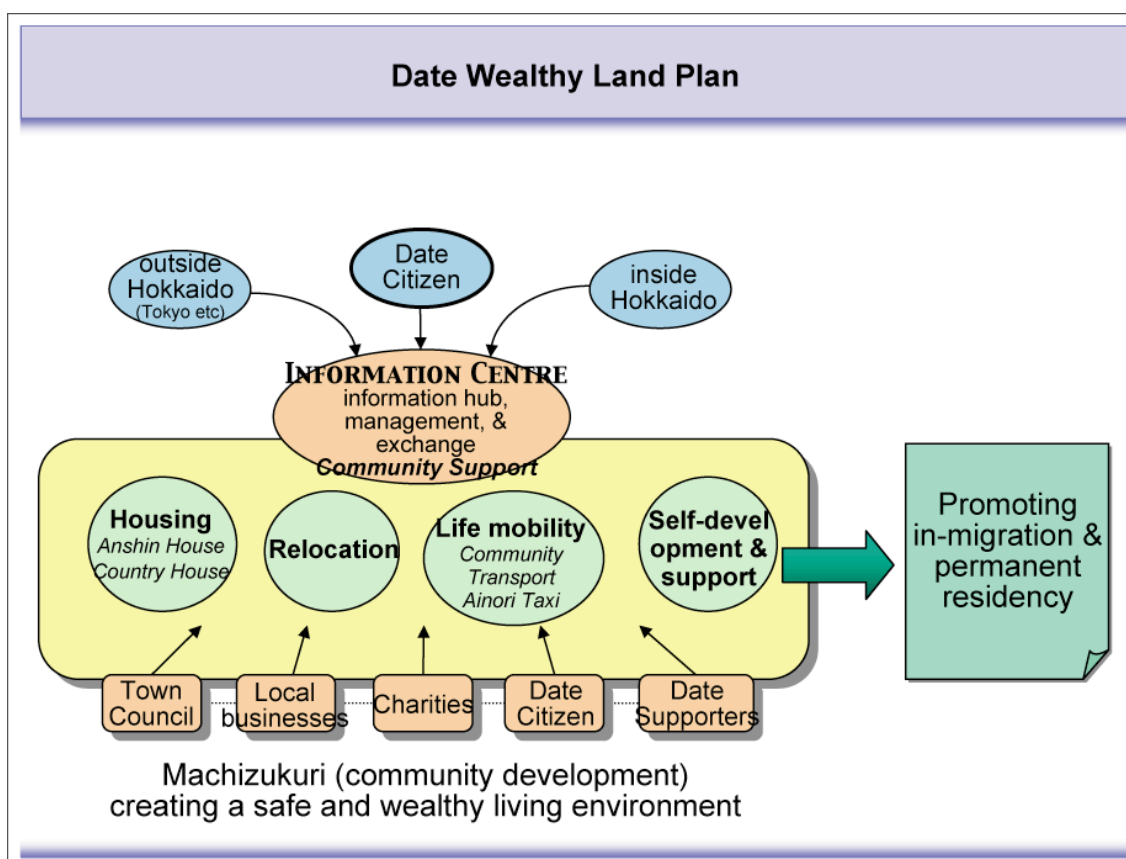 Date Wealthy Land Plan
outside
Hokkaido
(Tokyo etc)
Date
Citizen
inside
Hokkaido
INFORMATION CENTRE
information hub,
management, &
exchange
Community Support
Housing
Anshin House
Country House
Relocation
Life mobility
Community
Transport
Ainori Taxi
Self-devel
opment &
support
Promoting
in-migration &
permanent
residency
Town
Council
Local
businesses
Charities
Date
Citizen
Date
Supporters
Machizukuri (community development)
creating a safe and wealthy living environment